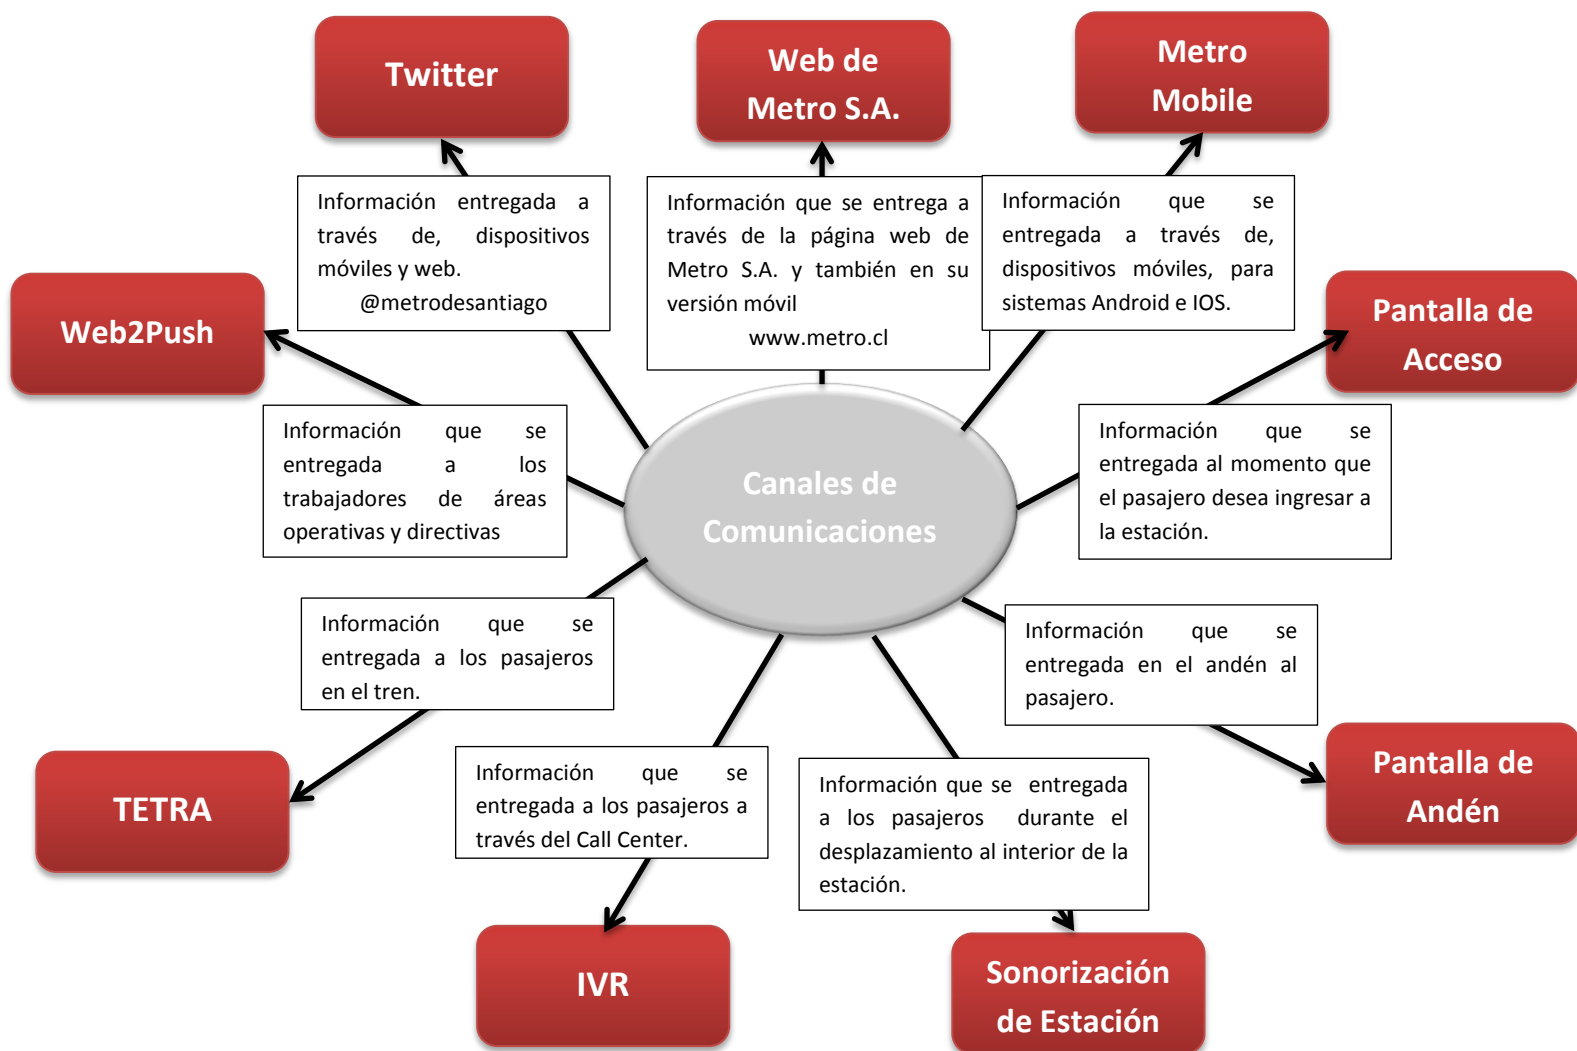 Twitter
Web de
Metro S.A.
Metro
Mobile
Información entregada a
través de, dispositivos
móviles y web.
@metrodesantiago
Información que se entrega a
través de la página web de
Metro S.A. y también en su
versión móvil
www.metro.cl
Información que se
entregada a través de,
dispositivos móviles, para
sistemas Android e IOS.
Web2Push
Pantalla de
Acceso
Información que se
entregada a los
trabajadores de áreas
operativas y directivas
Canales de
Comunicaciones
Información que se
entregada al momento que
el pasajero desea ingresar a
la estación.
Información que se
entregada a los pasajeros
en el tren.
Información que se
entregada en el andén al
pasajero.
TETRA
Información que se
entregada a los pasajeros a
través del Call Center.
Información que se entregada
a los pasajeros durante el
desplazamiento al interior de la
estación.
Pantalla de
Andén
IVR
Sonorización
de Estación